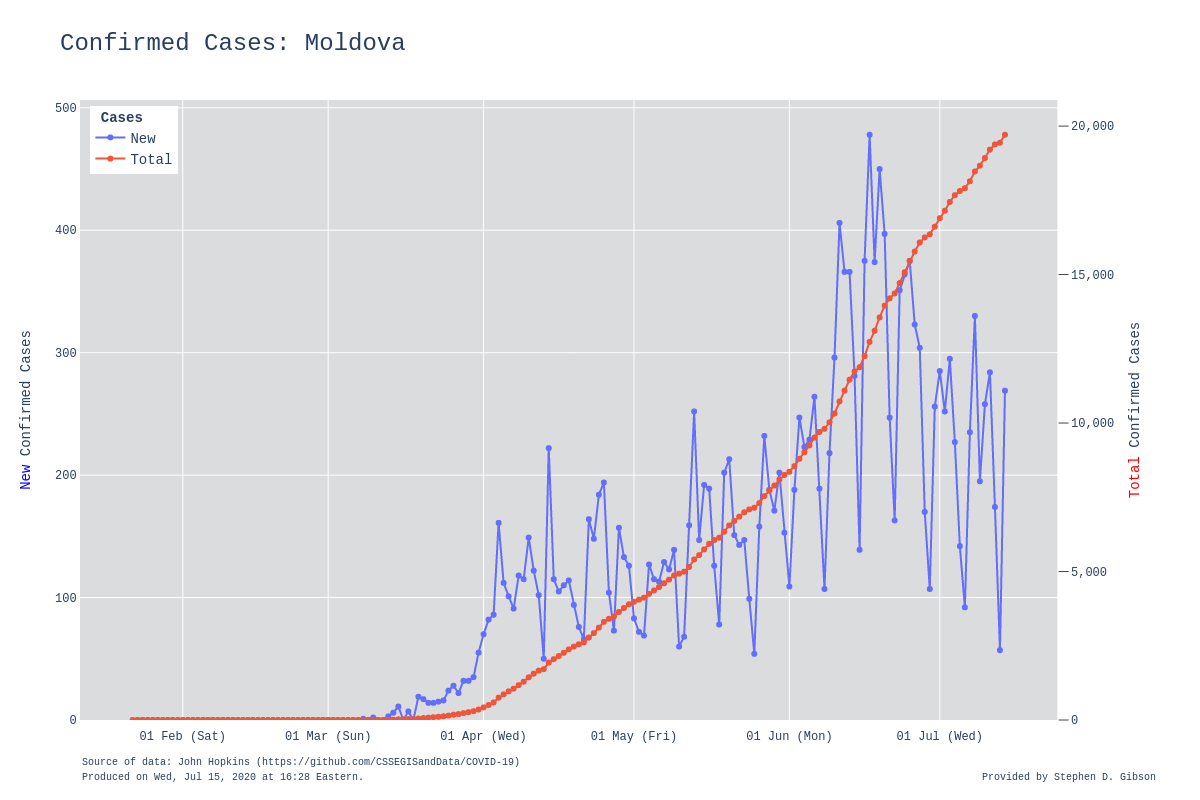 Confirmed Cases: Moldova
Cases
New
Total
500
400
300
200
100
0
20,000
15,000
10,000
5,000
0
New Confirmed Cases
Total Confirmed Cases
01 Feb (Sat)
01 Mar (Sun)
01 Apr (Wed)
01 May (Fri)
01 Jun (Mon)
01 Jul (Wed)
Source of data: John Hopkins (https://github.com/CSSEGISandData/COVID-19)
Produced on Wed, Jul 15, 2020 at 16:28 Eastern.
Provided by Stephen D. Gibson